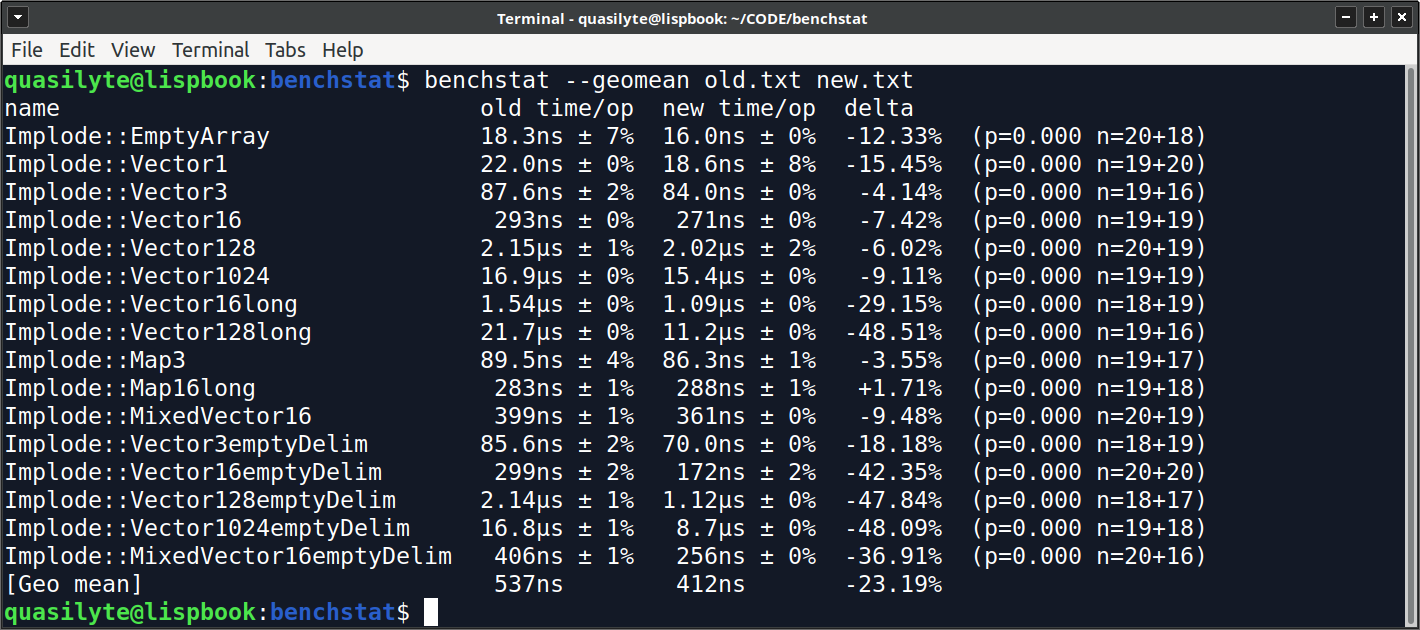 Terminal - quasilyte@lispbook: ~/CODE/benchstat
File Edit View Terminal Tabs Help
quasilyte@lispbook:benchstat$ benchstat --geomean old.txt new.txt
name old time/op new time/op delta
Implode::EmptyArray 18.3ns ± 7% 16.0ns ± 0% -12.33% (p=0.000 n=20+18)
Implode::Vector1 22.0ns ± 0% 18.6ns ± 8% -15.45% (p=0.000 n=19+20)
Implode::Vector3 87.6ns ± 2% 84.0ns ± 0% -4.14% (p=0.000 n=19+16)
Implode::Vector16 293ns ± 0% 271ns ± 0% -7.42% (p=0.000 n=19+19)
Implode::Vector128 2.15µs ± 1% 2.02µs ± 2% -6.02% (p=0.000 n=20+19)
Implode::Vector1024 16.9µs ± 0% 15.4µs ± 0% -9.11% (p=0.000 n=19+19)
Implode::Vector16long 1.54µs ± 0% 1.09µs ± 0% -29.15% (p=0.000 n=18+19)
Implode::Vector128long 21.7µs ± 0% 11.2µs ± 0% -48.51% (p=0.000 n=19+16)
Implode::Map3 89.5ns ± 4% 86.3ns ± 1% -3.55% (p=0.000 n=19+17)
Implode::Map16long 283ns ± 1% 288ns ± 1% +1.71% (p=0.000 n=19+18)
Implode::MixedVector16 399ns ± 1% 361ns ± 0% -9.48% (p=0.000 n=20+19)
Implode::Vector3emptyDelim 85.6ns ± 2% 70.0ns ± 0% -18.18% (p=0.000 n=18+19)
Implode::Vector16emptyDelim 299ns ± 2% 172ns ± 2% -42.35% (p=0.000 n=20+20)
Implode::Vector128emptyDelim 2.14µs ± 1% 1.12µs ± 0% -47.84% (p=0.000 n=18+17)
Implode::Vector1024emptyDelim 16.8µs ± 1% 8.7µs ± 0% -48.09% (p=0.000 n=19+18)
Implode::MixedVector16emptyDelim 406ns ± 1% 256ns ± 0% -36.91% (p=0.000 n=20+16)
[Geo mean] 537ns 412ns -23.19%
quasilyte@lispbook:benchstat$